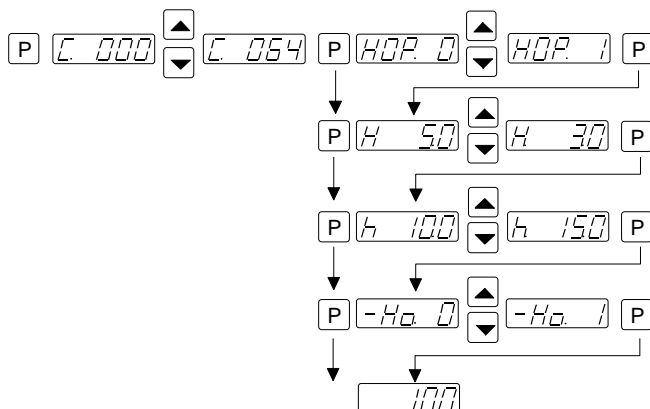 P C. 000 C. 064 P HOP. 0 HOP. 1 P
P H 5.0 H. 3.0 P
P h 10.0 h. 15.0 P
P -Ho. 0 -Ho. 1 P
100